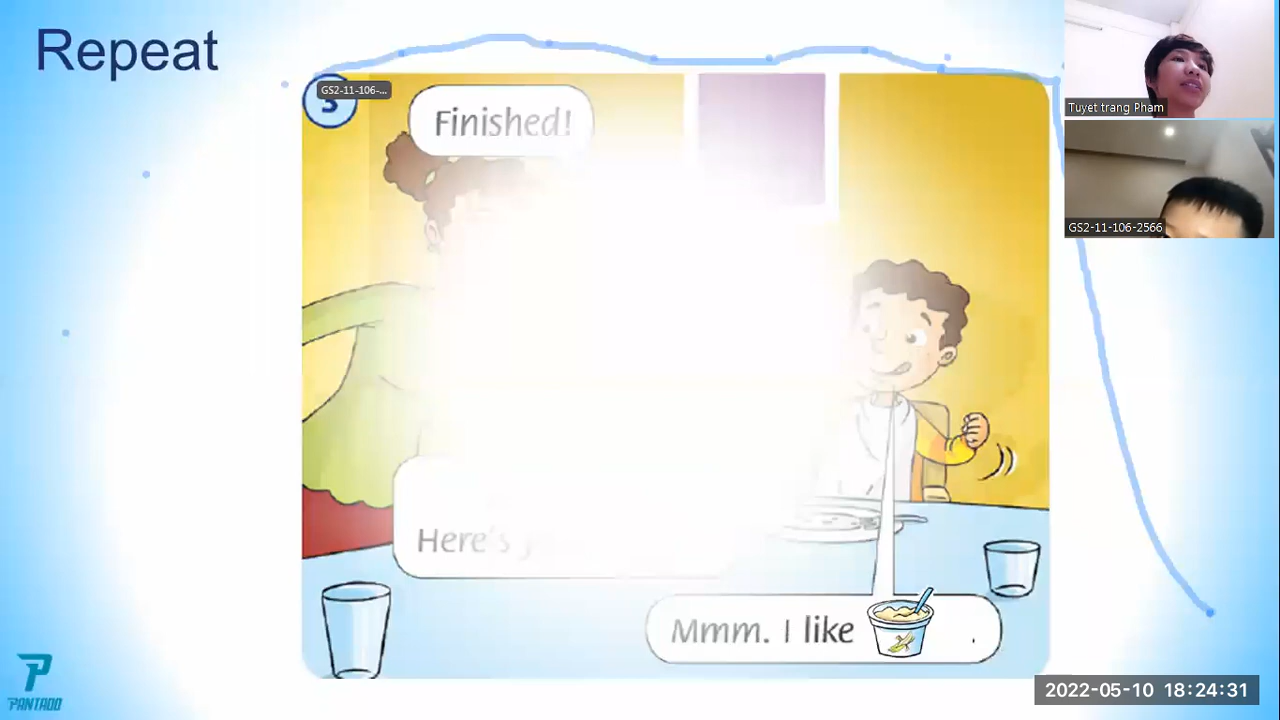 Repeat
3
GS2-11-106-...
Finished!
Here's
Mmm. I like .
Tuyet trang Pham
GS2-11-106-2566
PANTADO
2022-05-10 18:24:31